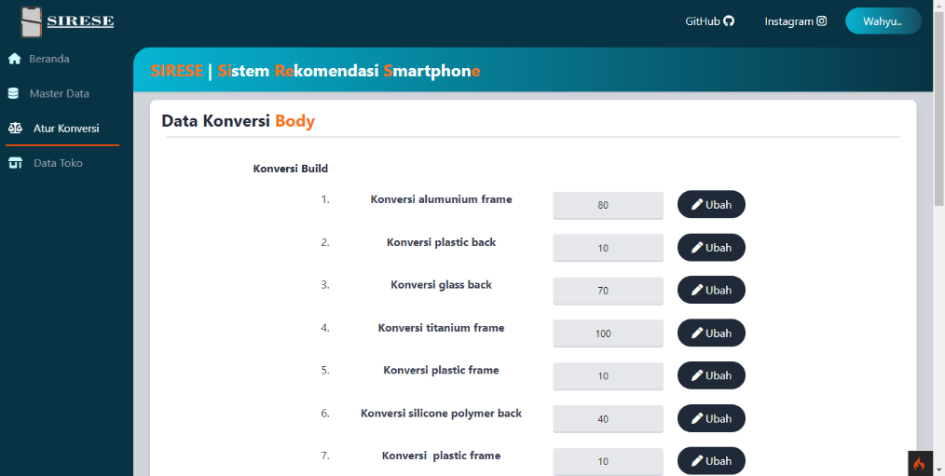 SIRESE
GitHub
Instagram
Wahyu..
Beranda
Master Data
Atur Konversi
Data Toko
SIRESE | Sistem Rekomendasi Smartphone
Data Konversi Body
Konversi Build
1. Konversi alumunium frame 80 Ubah
2. Konversi plastic back 10 Ubah
3. Konversi glass back 70 Ubah
4. Konversi titanium frame 100 Ubah
5. Konversi plastic frame 10 Ubah
6. Konversi silicone polymer back 40 Ubah
7. Konversi plastic frame 10 Ubah